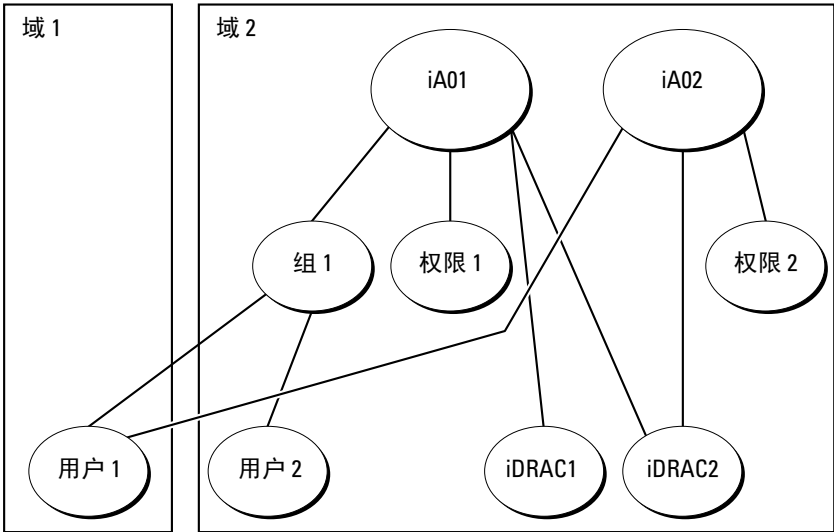 域 1
域 2
iA01
iA02
组 1
权限 1
权限 2
用户 1
用户 2
iDRAC1
iDRAC2